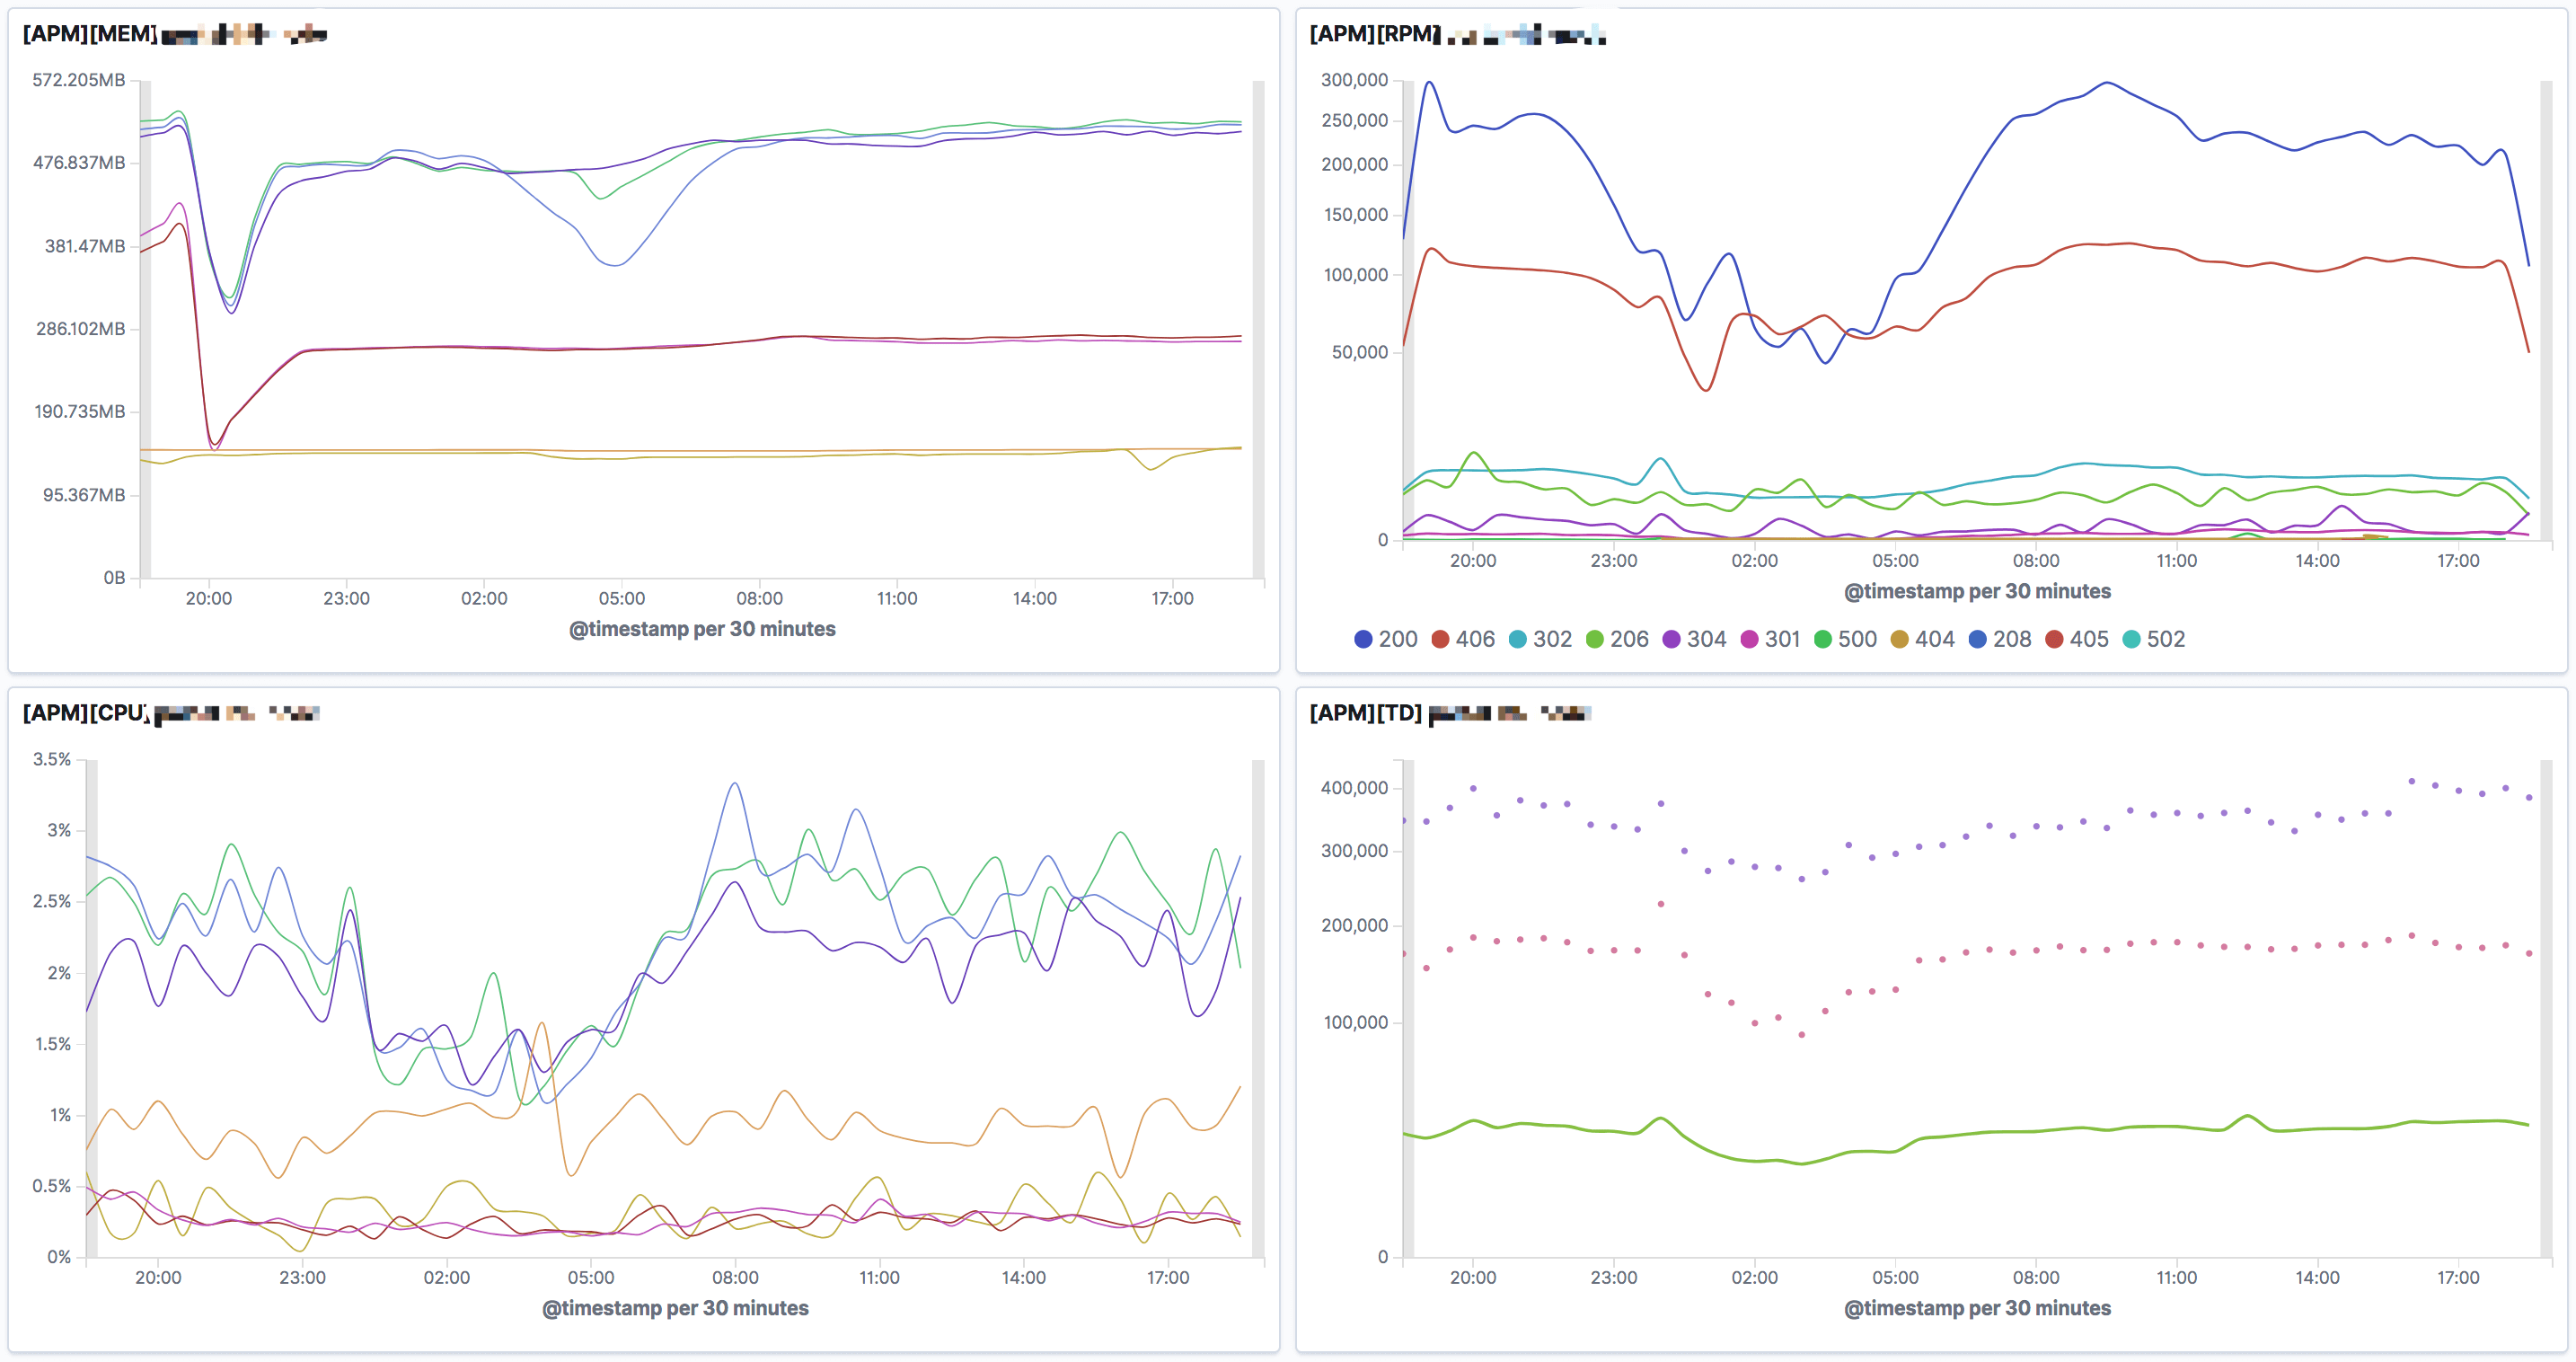 [APM][MEM]
572.205MB
476.837MB
381.47MB
286.102MB
190.735MB
95.367MB
0B
20:00 23:00 02:00 05:00 08:00 11:00 14:00 17:00
@timestamp per 30 minutes
[APM][RPM]
300,000
250,000
200,000
150,000
100,000
50,000
0
20:00 23:00 02:00 05:00 08:00 11:00 14:00 17:00
@timestamp per 30 minutes
200 406 302 206 304 301 500 404 208 405 502
[APM][CPU]
3.5%
3%
2.5%
2%
1.5%
1%
0.5%
0%
20:00 23:00 02:00 05:00 08:00 11:00 14:00 17:00
@timestamp per 30 minutes
[APM][TD]
400,000
300,000
200,000
100,000
0
20:00 23:00 02:00 05:00 08:00 11:00 14:00 17:00
@timestamp per 30 minutes